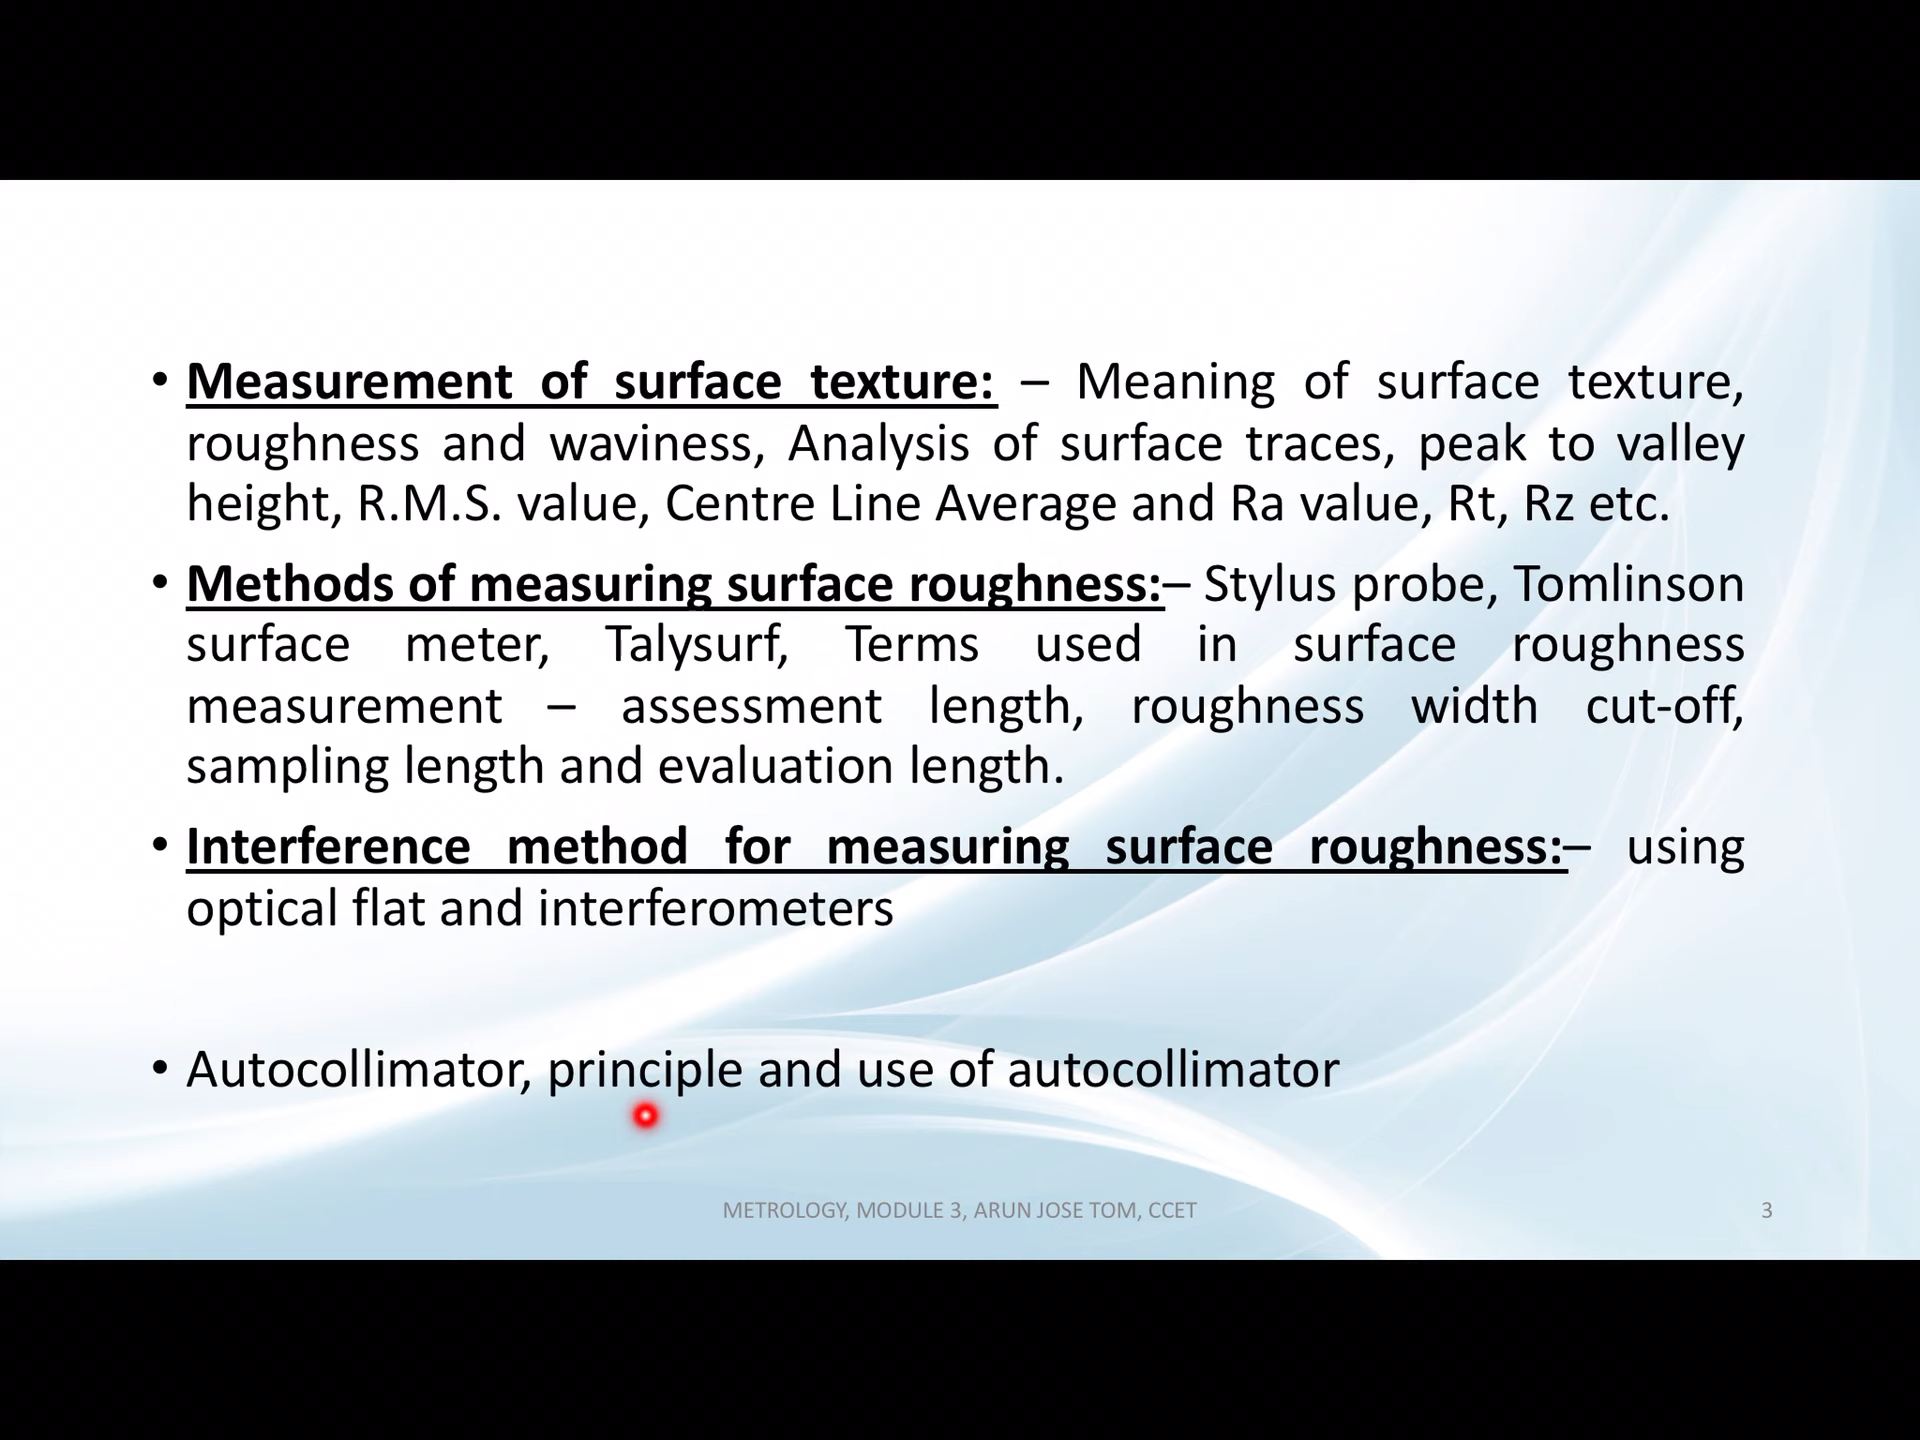 • Measurement of surface texture: – Meaning of surface texture,
roughness and waviness, Analysis of surface traces, peak to valley
height, R.M.S. value, Centre Line Average and Ra value, Rt, Rz etc.
• Methods of measuring surface roughness:– Stylus probe, Tomlinson
surface meter, Talysurf, Terms used in surface roughness
measurement – assessment length, roughness width cut-off,
sampling length and evaluation length.
• Interference method for measuring surface roughness:– using
optical flat and interferometers
• Autocollimator, principle and use of autocollimator
METROLOGY, MODULE 3, ARUN JOSE TOM, CCET
3